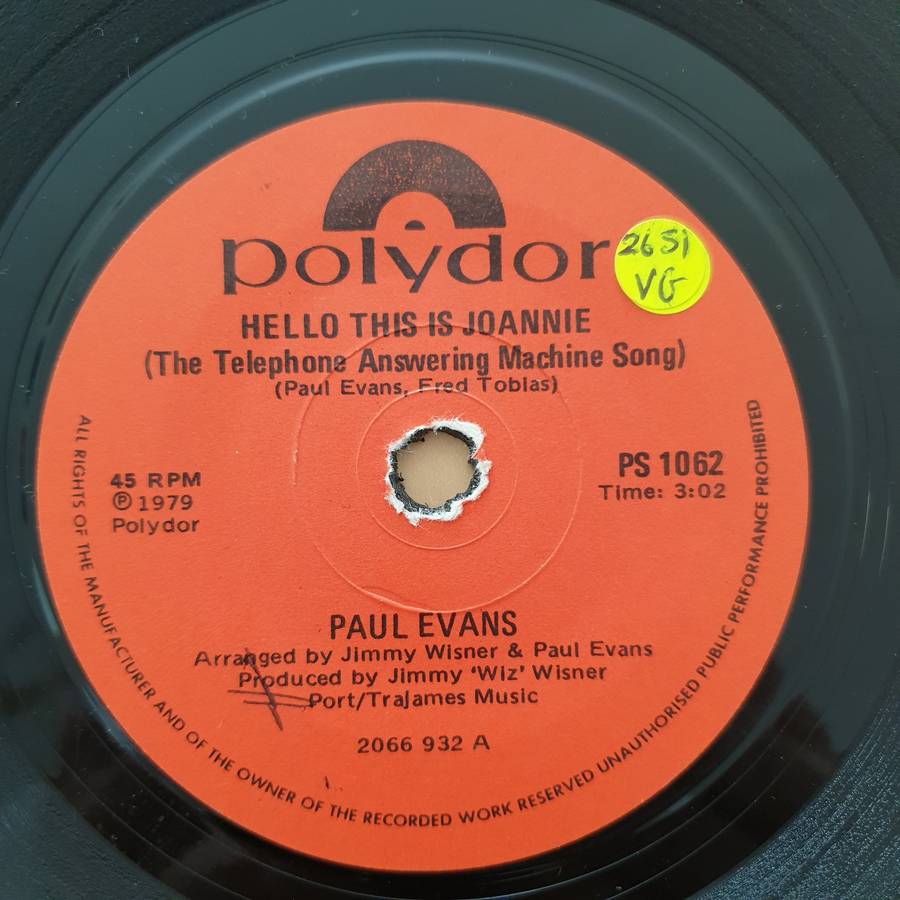 polydor
2651
VG
HELLO THIS IS JOANNIE
(The Telephone Answering Machine Song)
(Paul Evans, Fred Tobias)
45 RPM
℗ 1979
Polydor
PS 1062
Time: 3:02
PAUL EVANS
Arranged by Jimmy Wisner & Paul Evans
Produced by Jimmy ‘Wiz’ Wisner
Port/TraJames Music
2066 932 A
ALL RIGHTS OF THE MANUFACTURER AND OF THE OWNER OF THE RECORDED WORK RESERVED UNAUTHORISED PUBLIC PERFORMANCE PROHIBITED